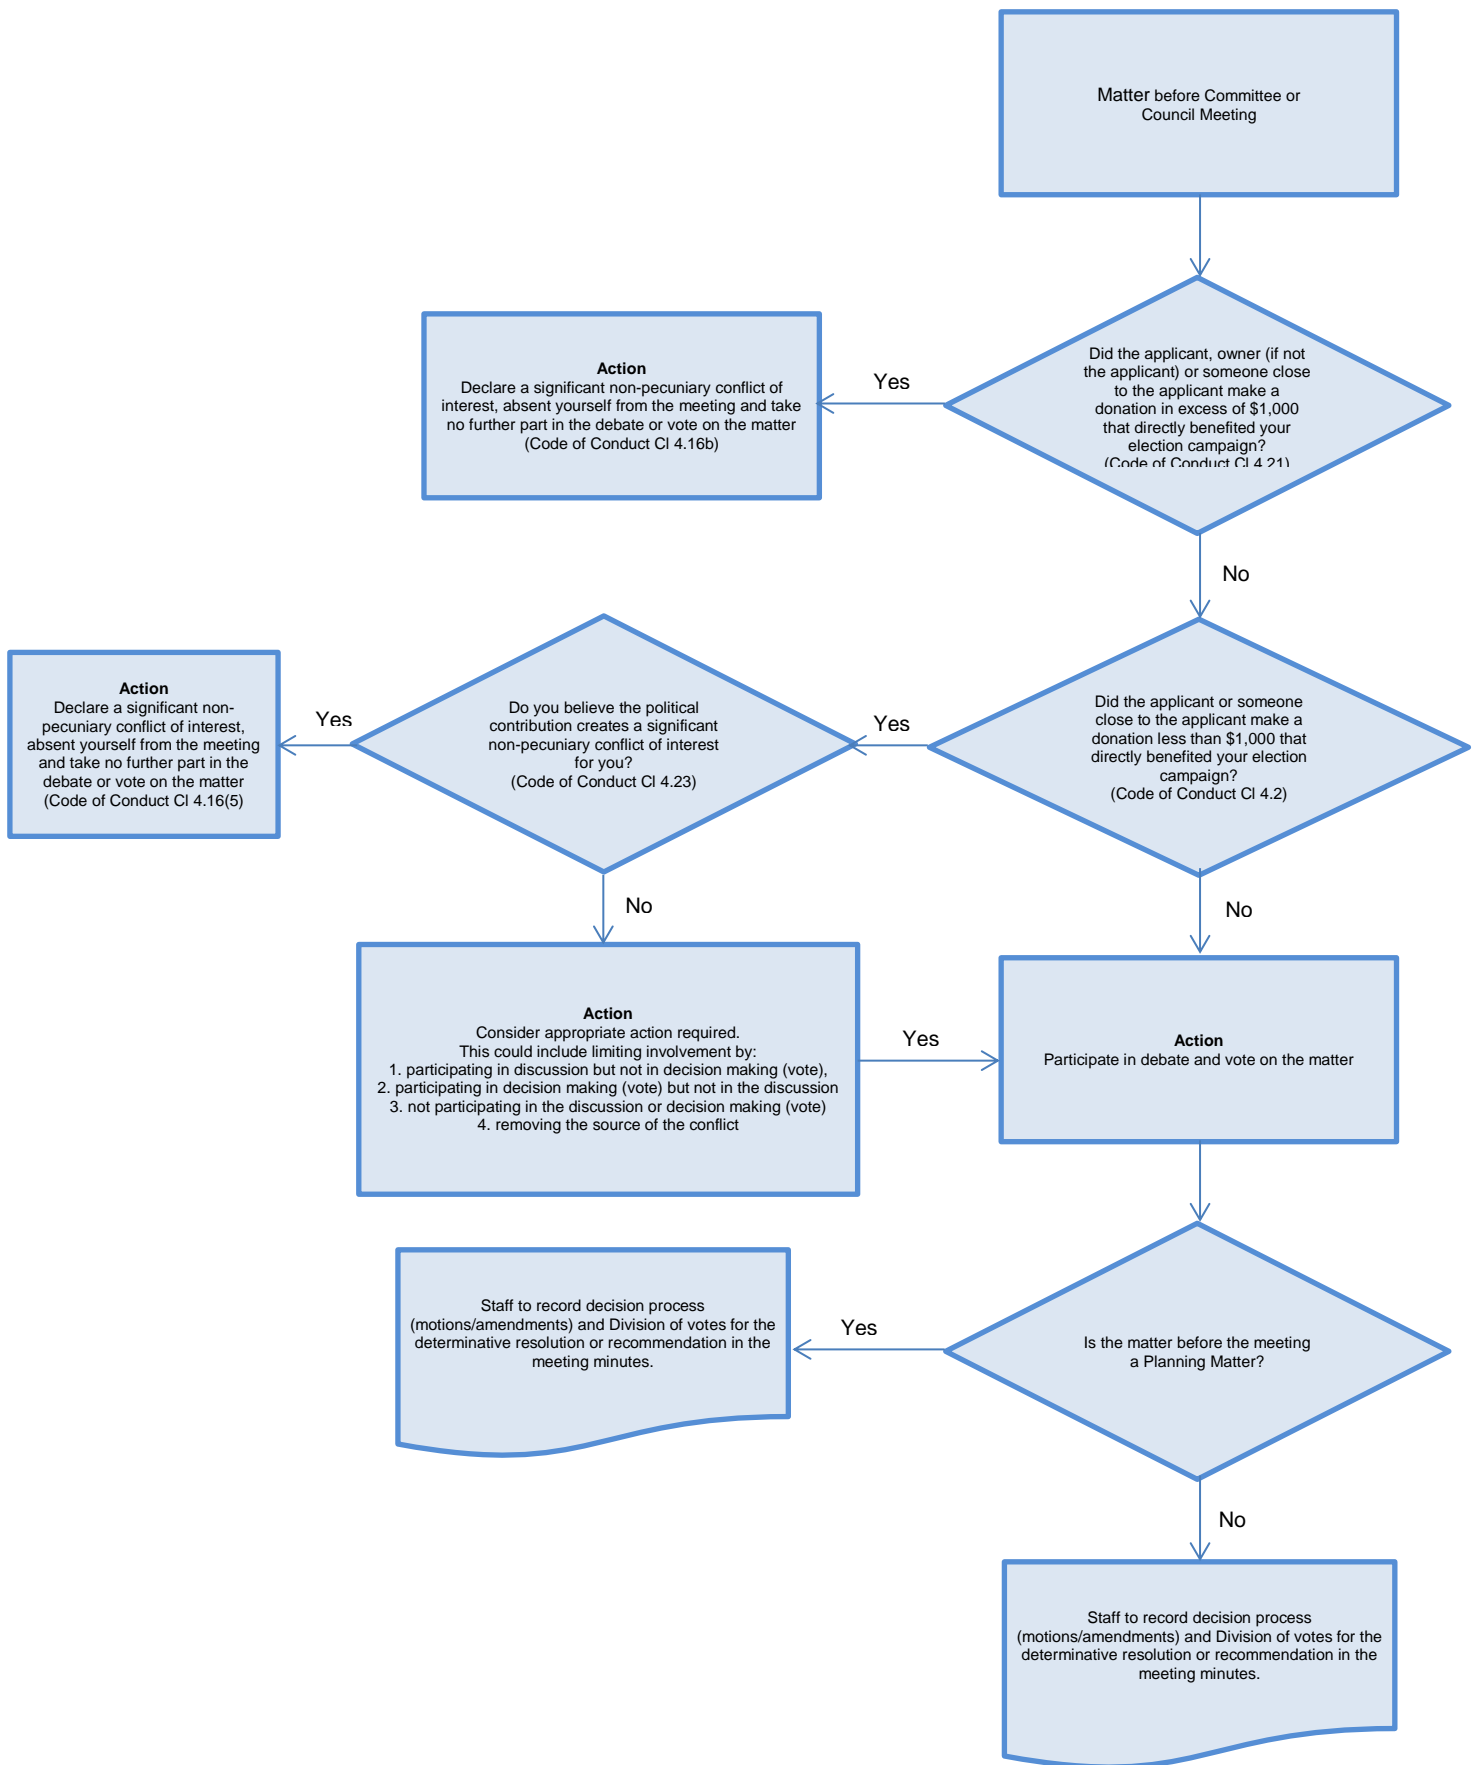 Matter before Committee or
Council Meeting
Did the applicant, owner (if not
the applicant) or someone close
to the applicant make a
donation in excess of $1,000
that directly benefited your
election campaign?
(Code of Conduct Cl 4.21)
Yes
Action
Declare a significant non-pecuniary conflict of
interest, absent yourself from the meeting and take
no further part in the debate or vote on the matter
(Code of Conduct Cl 4.16b)
No
Did the applicant or someone
close to the applicant make a
donation less than $1,000 that
directly benefited your election
campaign?
(Code of Conduct Cl 4.2)
Yes
Do you believe the political
contribution creates a significant
non-pecuniary conflict of interest
for you?
(Code of Conduct Cl 4.23)
Yes
Action
Declare a significant non-
pecuniary conflict of interest,
absent yourself from the meeting
and take no further part in the
debate or vote on the matter
(Code of Conduct Cl 4.16(5)
No
No
Action
Consider appropriate action required.
This could include limiting involvement by:
1. participating in discussion but not in decision making (vote),
2. participating in decision making (vote) but not in the discussion
3. not participating in the discussion or decision making (vote)
4. removing the source of the conflict
Yes
Action
Participate in debate and vote on the matter
Is the matter before the meeting
a Planning Matter?
Yes
Staff to record decision process
(motions/amendments) and Division of votes for the
determinative resolution or recommendation in the
meeting minutes.
No
Staff to record decision process
(motions/amendments) and Division of votes for the
determinative resolution or recommendation in the
meeting minutes.